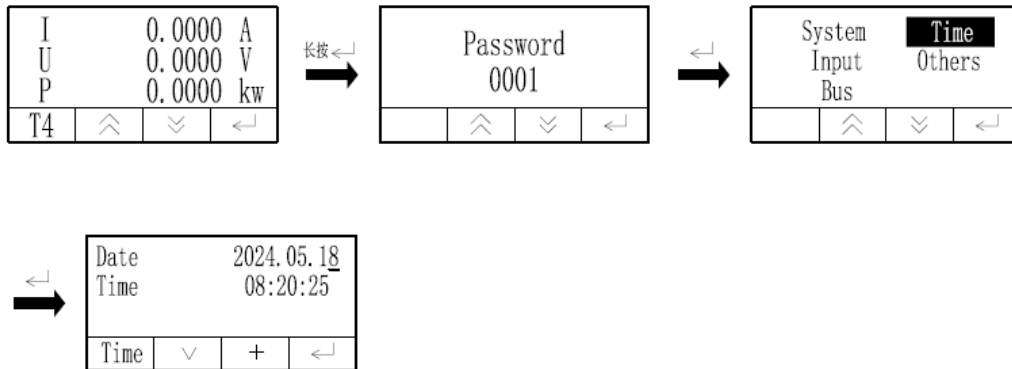 I 0.0000 A
U 0.0000 V
P 0.0000 kw
T4
长按
Password
0001
System Time
Input Others
Bus
Date 2024.05.18
Time 08:20:25
Time +